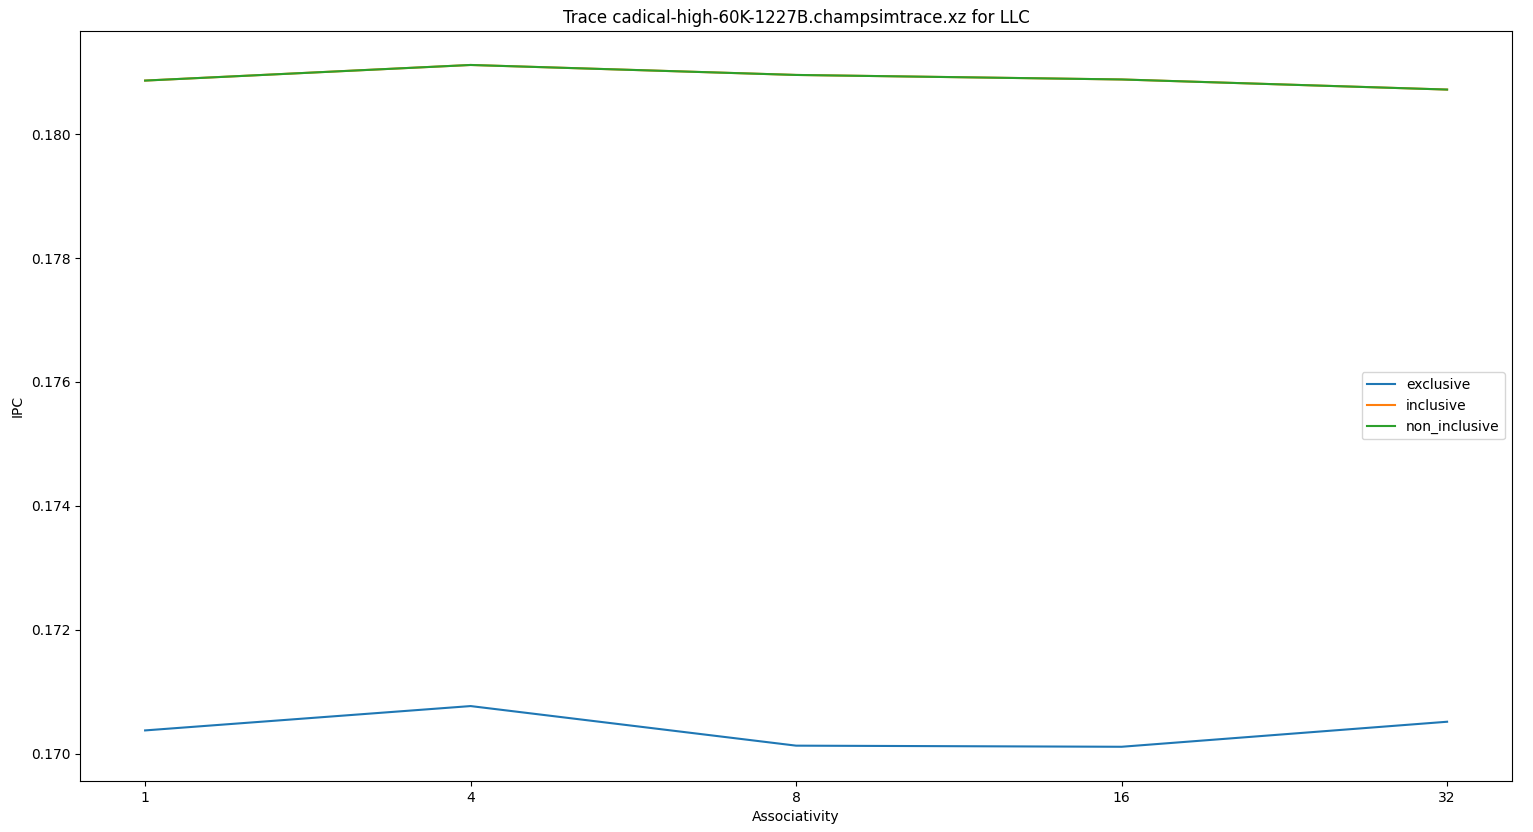 Trace cadical-high-60K-1227B.champsimtrace.xz for LLC
0.180
0.178
0.176
0.174
0.172
0.170
IPC
exclusive
inclusive
non_inclusive
1
4
8
16
32
Associativity